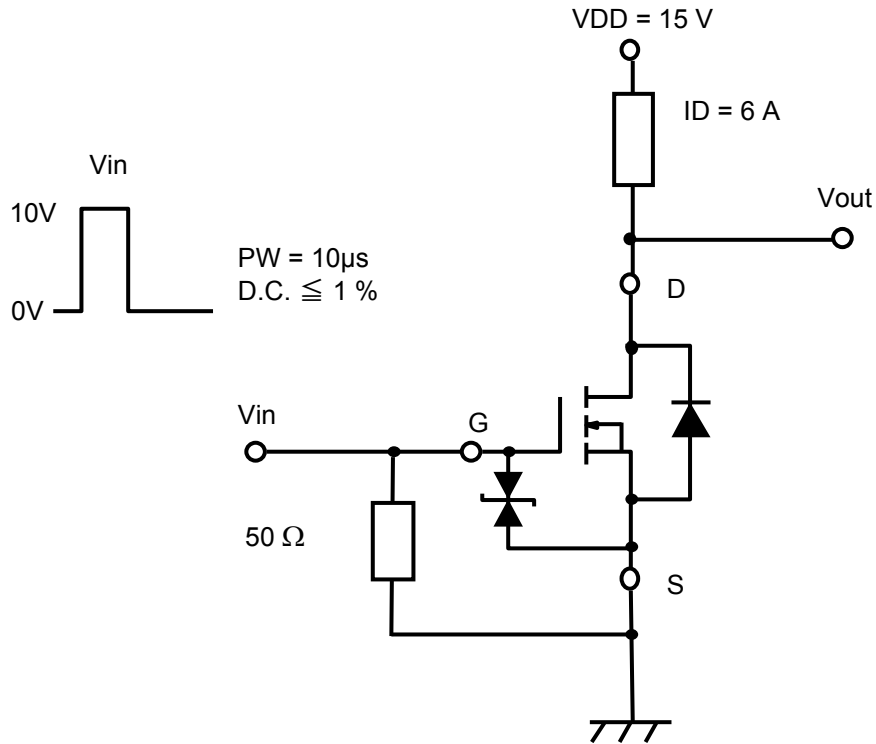 VDD = 15 V
ID = 6 A
Vin
Vout
10V
PW = 10µs
D.C. ≦ 1 %
0V
D
Vin
G
50 Ω
S